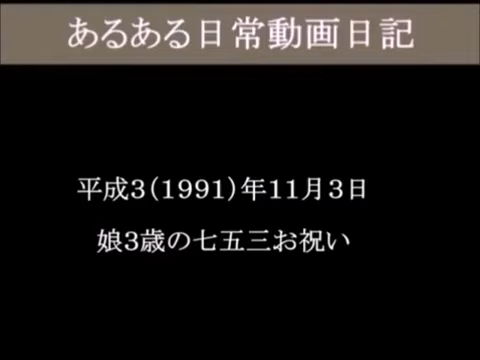 あるある日常動画日記
平成３（１９９１）年１１月３日
娘３歳の七五三お祝い